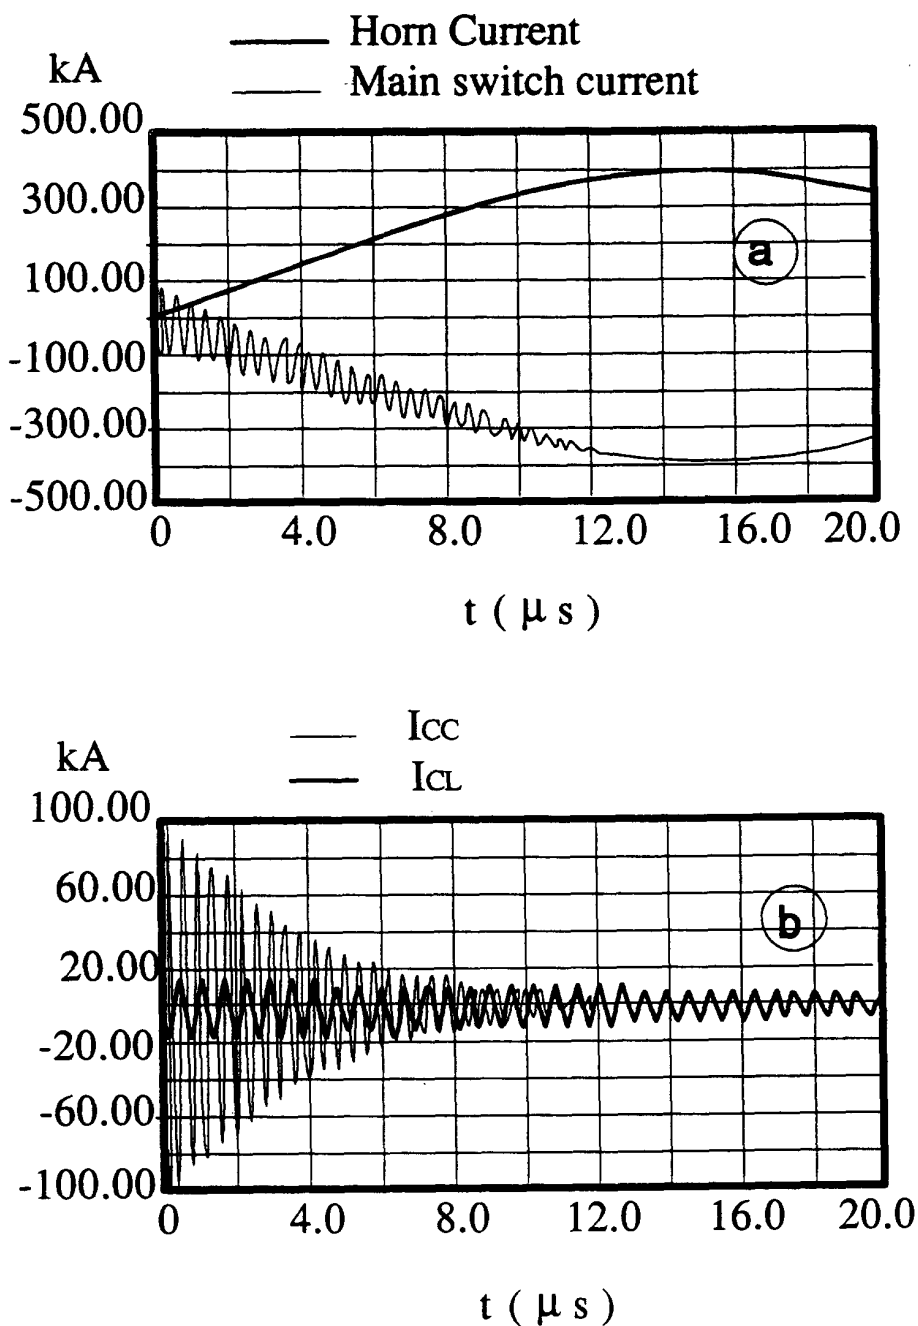 Horn Current
kA
Main switch current
500.00
300.00
a
100.00
-100.00
-300.00
-500.00
0 4.0 8.0 12.0 16.0 20.0
t ( μ s )
ICC
kA
ICL
100.00
60.00
b
20.00
-20.00
-60.00
-100.00
0 4.0 8.0 12.0 16.0 20.0
t ( μ s )